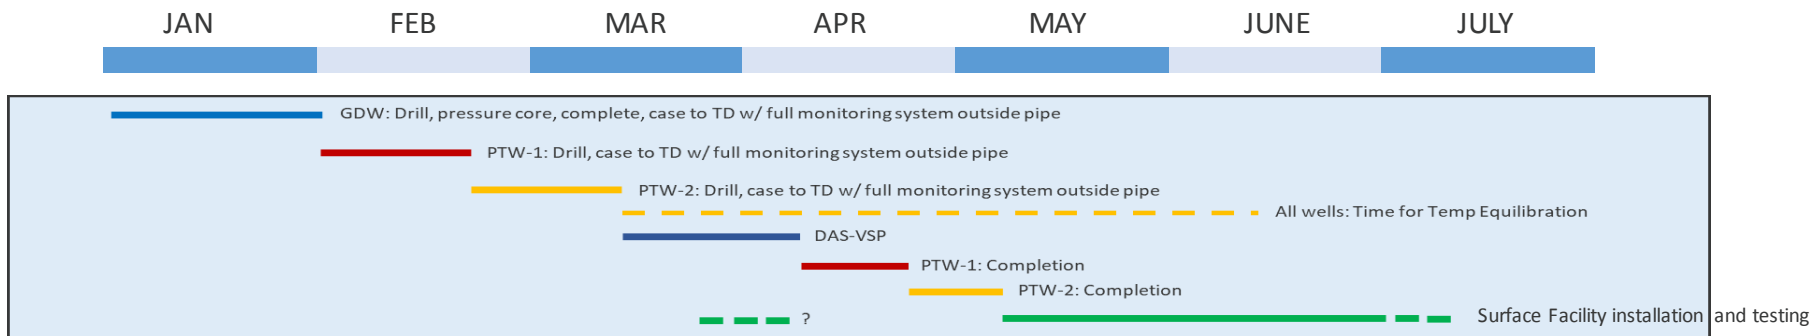 JAN FEB MAR APR MAY JUNE JULY
GDW: Drill, pressure core, complete, case to TD w/ full monitoring system outside pipe
PTW-1: Drill, case to TD w/ full monitoring system outside pipe
PTW-2: Drill, case to TD w/ full monitoring system outside pipe
All wells: Time for Temp Equilibration
DAS-VSP
PTW-1: Completion
PTW-2: Completion
? Surface Facility installation and testing